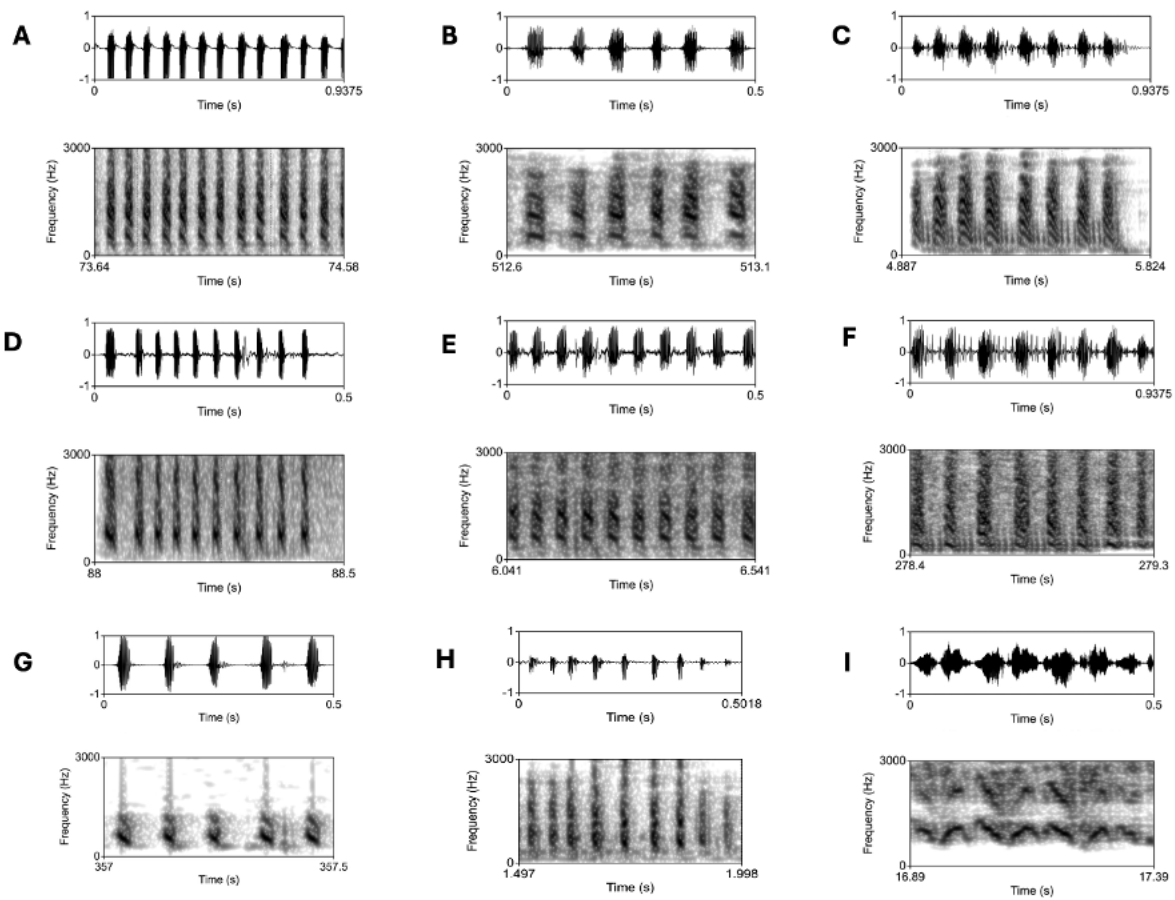 A
1
0
-1
0
0.9375
Time (s)
3000
Frequency (Hz)
0
73.64
74.58
Time (s)
B
1
0
-1
0
0.5
Time (s)
3000
Frequency (Hz)
0
512.6
513.1
Time (s)
C
1
0
-1
0
0.9375
Time (s)
3000
Frequency (Hz)
0
4.887
5.824
Time (s)
D
1
0
-1
0
0.5
Time (s)
3000
Frequency (Hz)
0
88
88.5
Time (s)
E
1
0
-1
0
0.5
Time (s)
3000
Frequency (Hz)
0
6.041
6.541
Time (s)
F
1
0
-1
0
0.9375
Time (s)
3000
Frequency (Hz)
0
278.4
279.3
Time (s)
G
1
0
-1
0
0.5
Time (s)
3000
Frequency (Hz)
0
357
357.5
Time (s)
H
1
0
-1
0
0.5018
Time (s)
3000
Frequency (Hz)
0
1.497
1.998
Time (s)
I
1
0
-1
0
0.5
Time (s)
3000
Frequency (Hz)
0
16.89
17.39
Time (s)